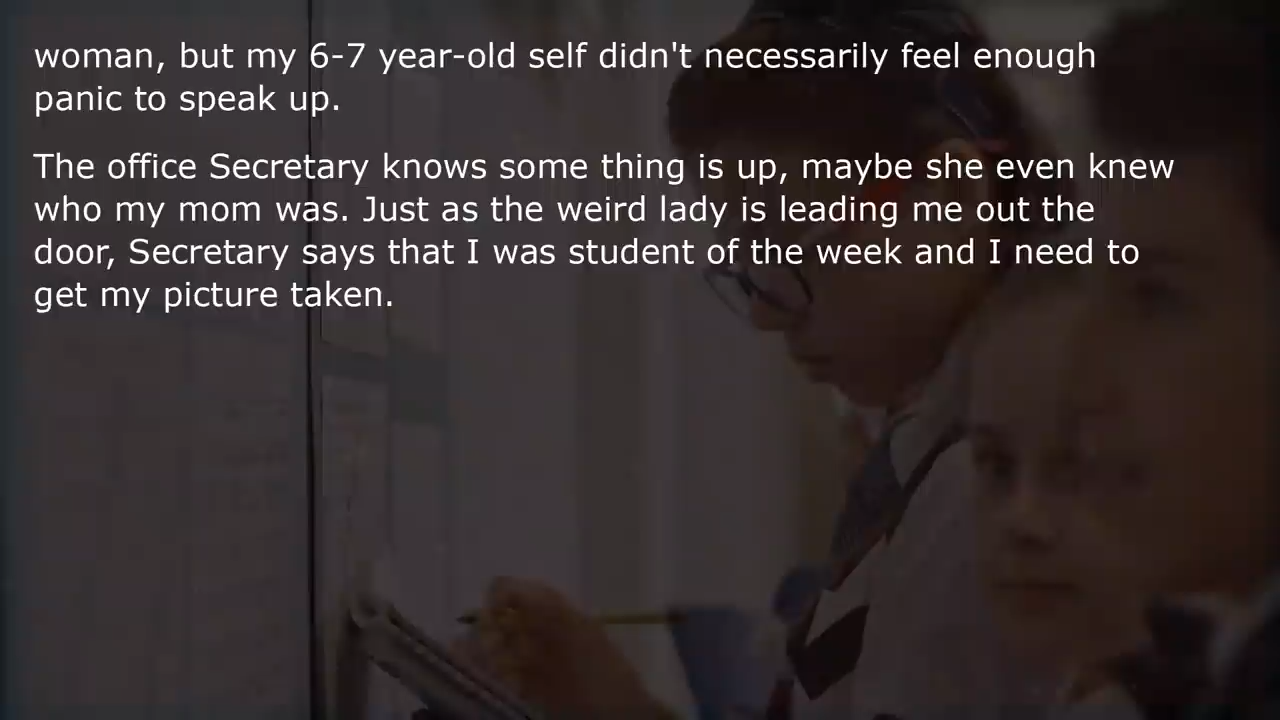 woman, but my 6-7 year-old self didn't necessarily feel enough
panic to speak up.
The office Secretary knows some thing is up, maybe she even knew
who my mom was. Just as the weird lady is leading me out the
door, Secretary says that I was student of the week and I need to
get my picture taken.